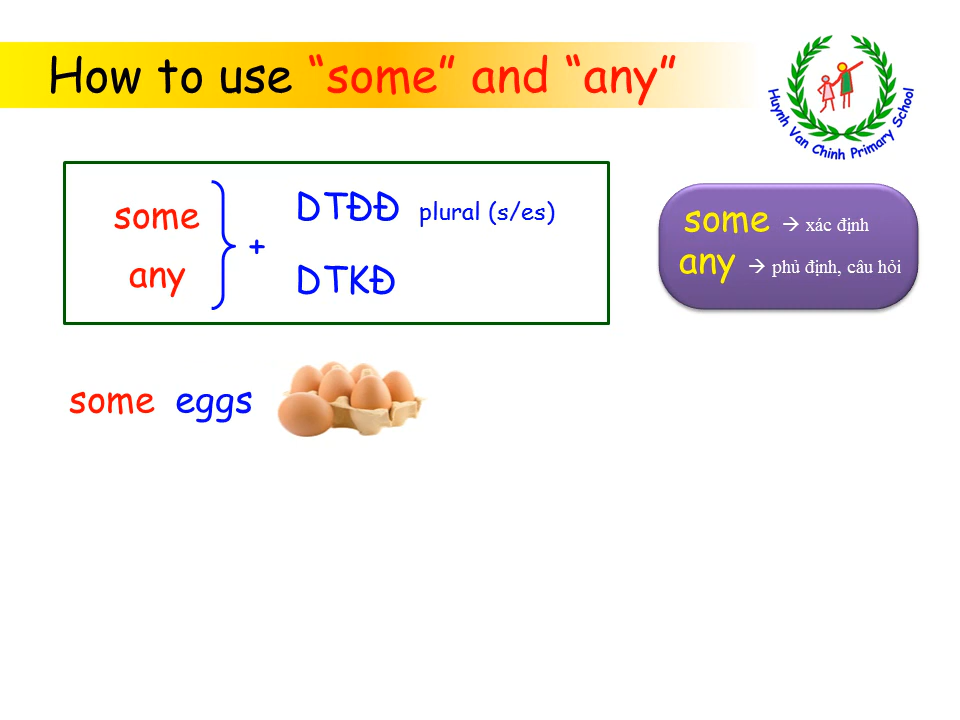 How to use “some” and “any”
Huynh Van Chinh Primary School
some
any
+
DTĐĐ plural (s/es)
DTKĐ
some → xác định
any → phủ định, câu hỏi
some eggs